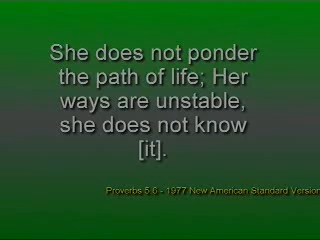 She does not ponder
the path of life; Her
ways are unstable,
she does not know
[it].
Proverbs 5:6 - 1977 New American Standard Version